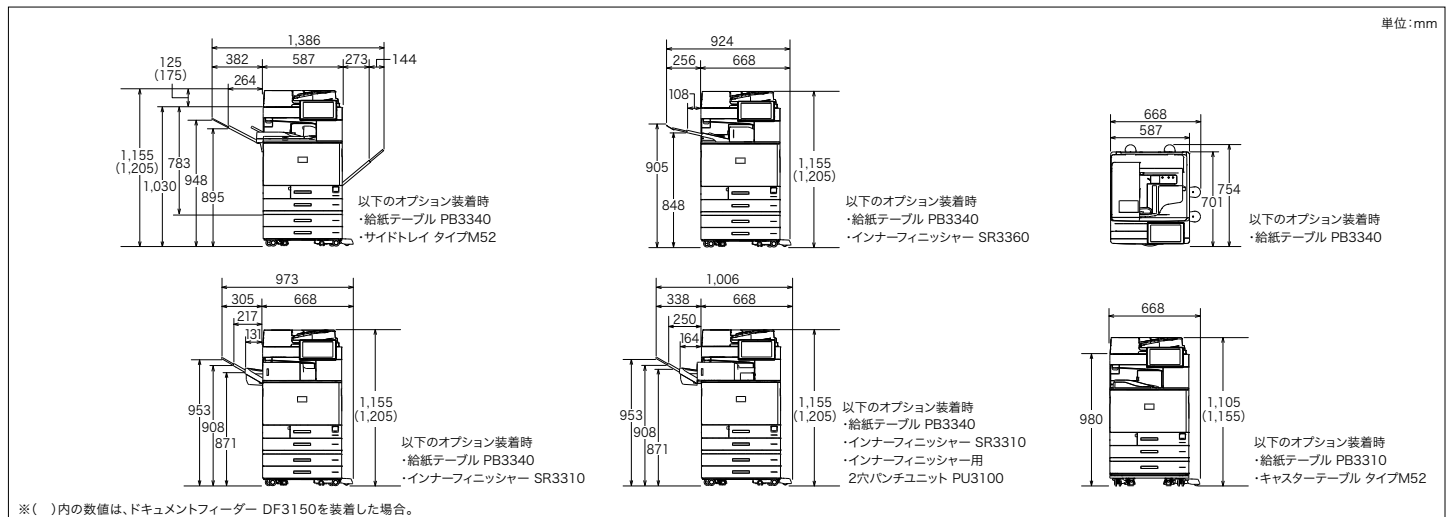 単位:mm
1,386
382
587
273
144
125
(175)
264
1,155
(1,205)
1,030
783
948
895
以下のオプション装着時
・給紙テーブル PB3340
・サイドトレイ タイプM52
924
256
668
108
905
848
1,155
(1,205)
以下のオプション装着時
・給紙テーブル PB3340
・インナーフィニッシャー SR3360
668
587
754
701
以下のオプション装着時
・給紙テーブル PB3340
973
305
668
217
131
953
908
871
1,155
(1,205)
以下のオプション装着時
・給紙テーブル PB3340
・インナーフィニッシャー SR3310
1,006
338
668
250
164
953
908
871
1,155
(1,205)
以下のオプション装着時
・給紙テーブル PB3340
・インナーフィニッシャー SR3310
・インナーフィニッシャー用
2穴パンチユニット PU3100
668
980
1,105
(1,155)
以下のオプション装着時
・給紙テーブル PB3310
・キャスターテーブル タイプM52
※( )内の数値は、ドキュメントフィーダー DF3150を装着した場合。